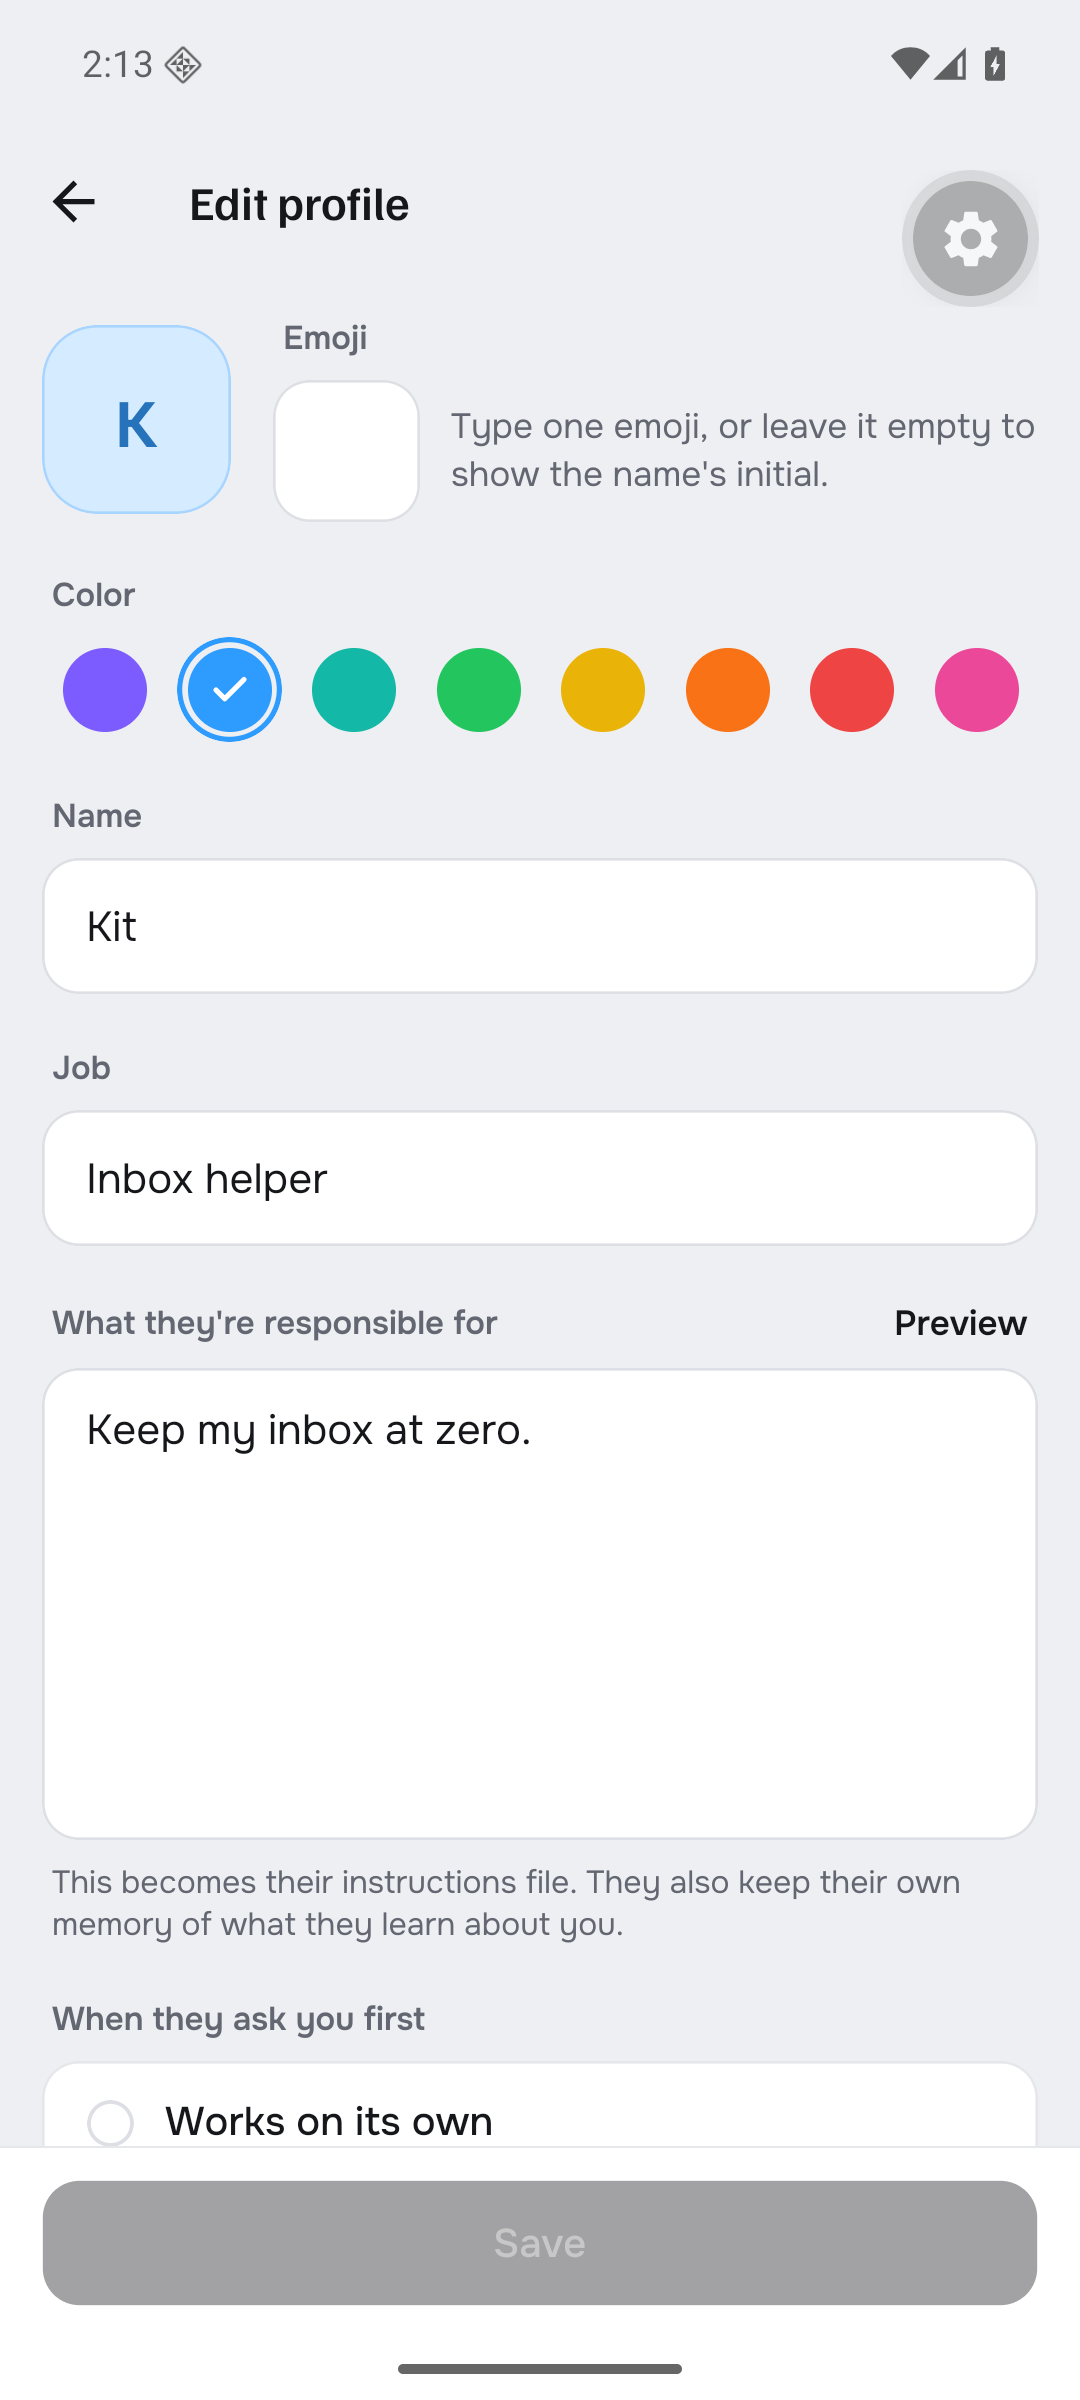 2:13
Edit profile
K
Emoji
Type one emoji, or leave it empty to
show the name's initial.
Color
Name
Kit
Job
Inbox helper
What they're responsible for
Preview
Keep my inbox at zero.
This becomes their instructions file. They also keep their own
memory of what they learn about you.
When they ask you first
Works on its own
Save